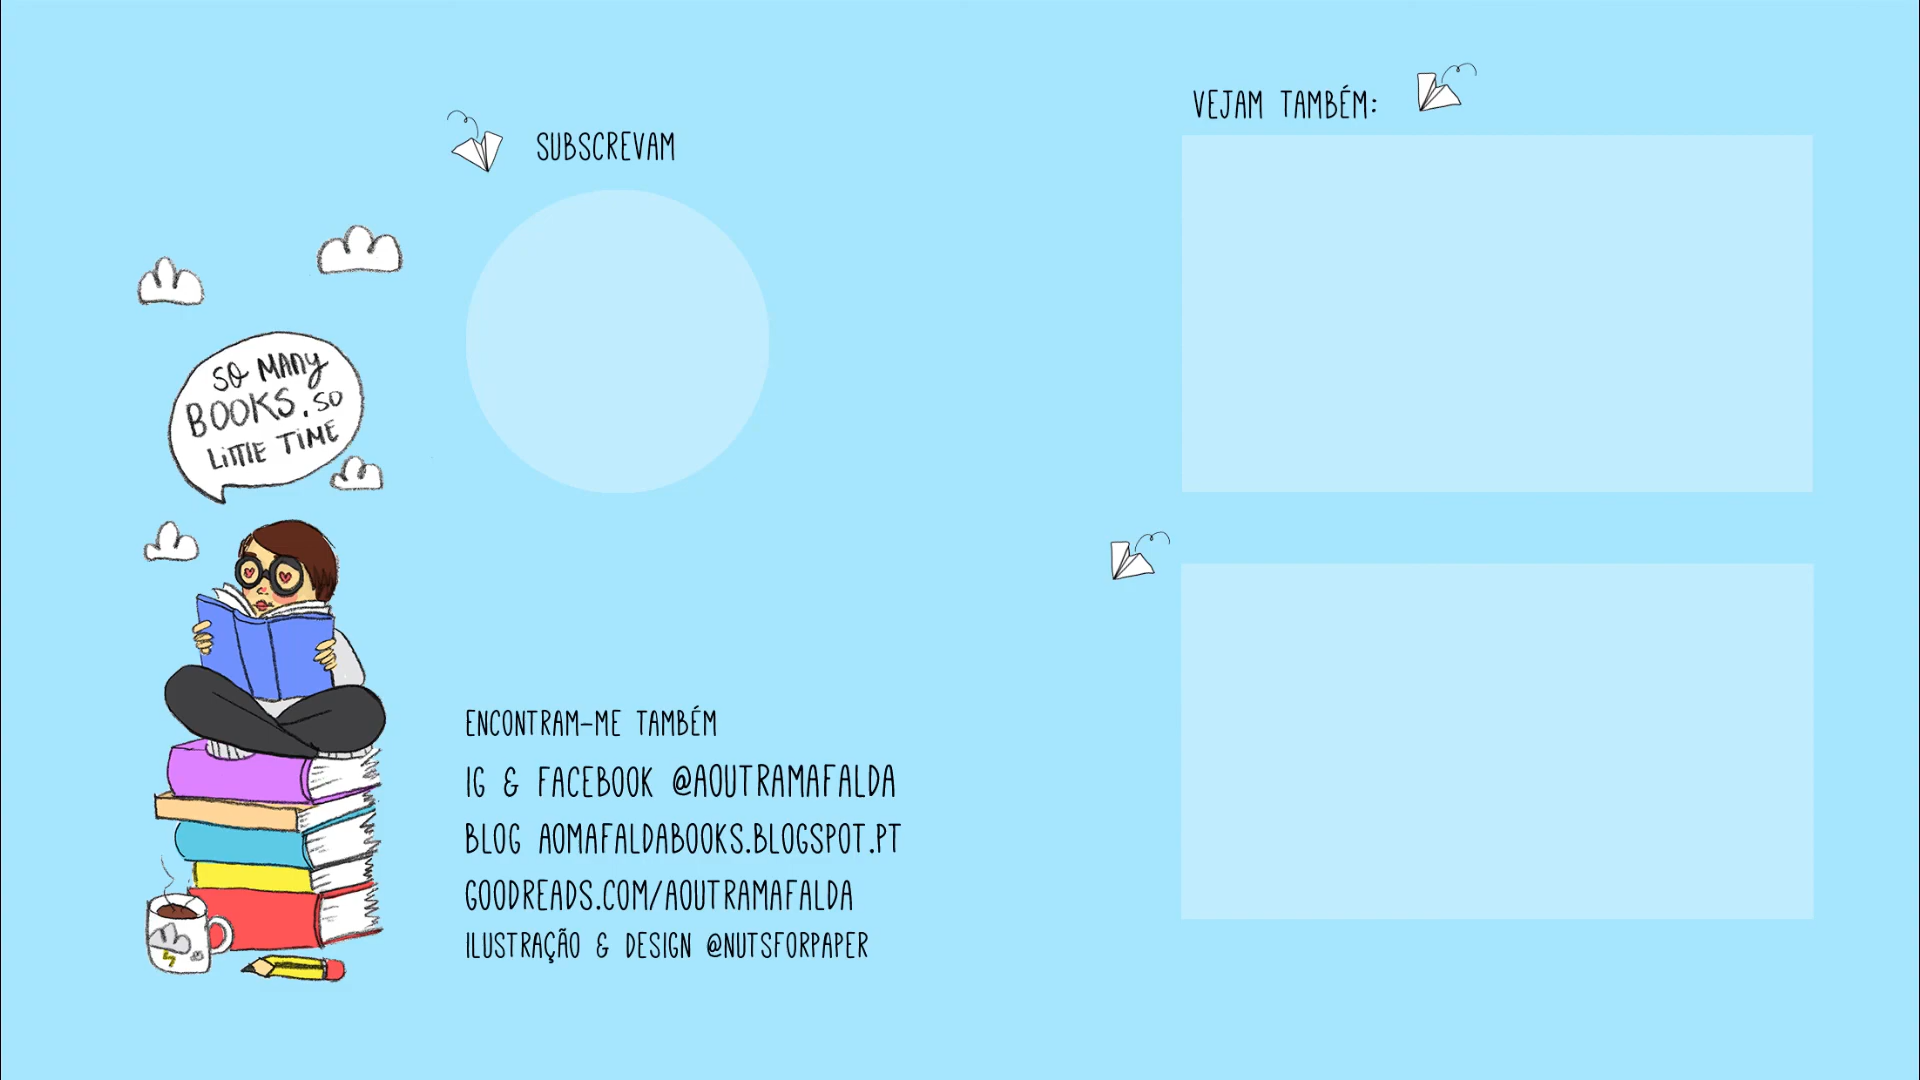 VEJAM TAMBÉM:
SUBSCREVAM
SO MANY
BOOKS. SO
LITTLE TIME
ENCONTRAM-ME TAMBÉM
IG & FACEBOOK @AOUTRAMAFALDA
BLOG AOMAFALDABOOKS.BLOGSPOT.PT
GOODREADS.COM/AOUTRAMAFALDA
ILUSTRAÇÃO & DESIGN @NUTSFORPAPER